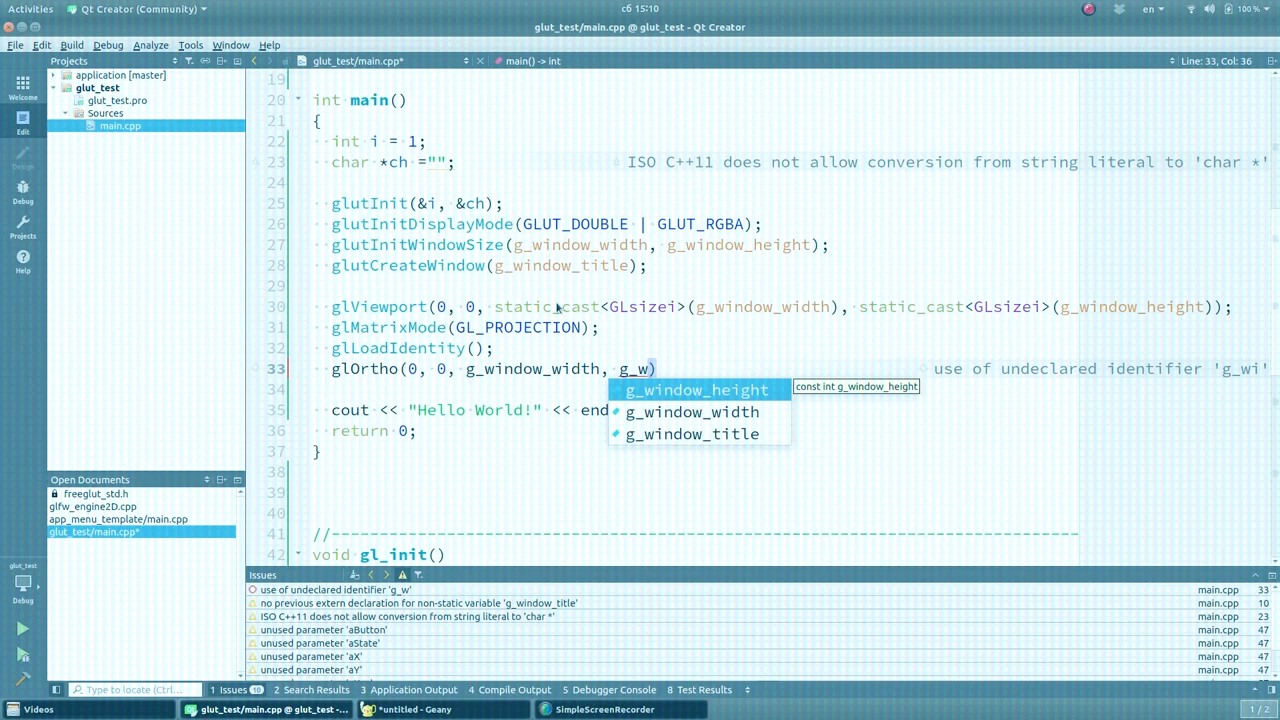 Activities
Qt Creator (Community)
сб 15:10
en
100 %
glut_test/main.cpp @ glut_test - Qt Creator
File Edit Build Debug Analyze Tools Window Help
Projects
glut_test/main.cpp*
main() -> int
Line: 33, Col: 36
Welcome
Edit
Design
Debug
Projects
Help
application [master]
glut_test
glut_test.pro
Sources
main.cpp
19
20 int main()
21 {
22 int i = 1;
23 char *ch =""; ISO C++11 does not allow conversion from string literal to 'char *'
24
25 glutInit(&i, &ch);
26 glutInitDisplayMode(GLUT_DOUBLE | GLUT_RGBA);
27 glutInitWindowSize(g_window_width, g_window_height);
28 glutCreateWindow(g_window_title);
29
30 glViewport(0, 0, static_cast<GLsizei>(g_window_width), static_cast<GLsizei>(g_window_height));
31 glMatrixMode(GL_PROJECTION);
32 glLoadIdentity();
33 glOrtho(0, 0, g_window_width, g_w) use of undeclared identifier 'g_wi'
34 g_window_height const int g_window_height
g_window_width
g_window_title
35 cout << "Hello World!" << end
36 return 0;
37 }
38
39
40
41 //------------------------------------------------------------------------------
42 void gl_init()
Open Documents
freeglut_std.h
glfw_engine2D.cpp
app_menu_template/main.cpp
glut_test/main.cpp*
glut_test
Debug
Issues
use of undeclared identifier 'g_w' main.cpp 33
no previous extern declaration for non-static variable 'g_window_title' main.cpp 10
ISO C++11 does not allow conversion from string literal to 'char *' main.cpp 23
unused parameter 'aButton' main.cpp 47
unused parameter 'aState' main.cpp 47
unused parameter 'aX' main.cpp 47
unused parameter 'aY' main.cpp 47
Type to locate (Ctrl...
1 Issues 10 2 Search Results 3 Application Output 4 Compile Output 5 Debugger Console 8 Test Results
Videos
glut_test/main.cpp @ glut_test -...
*untitled - Geany
SimpleScreenRecorder
1 / 2